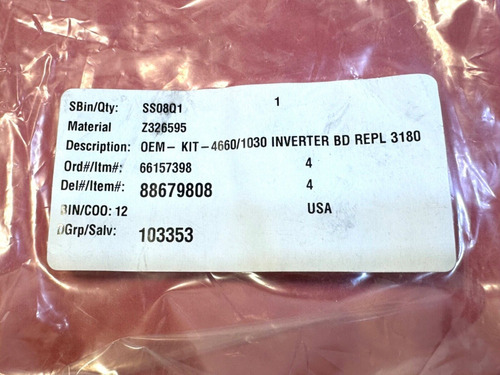 SBin/Qty: SS08Q1 1
Material Z326595
Description: OEM- KIT-4660/1030 INVERTER BD REPL 3180
Ord#/Itm#: 66157398 4
Del#/Item#: 88679808 4
BIN/COO: 12 USA
DGrp/Salv: 103353